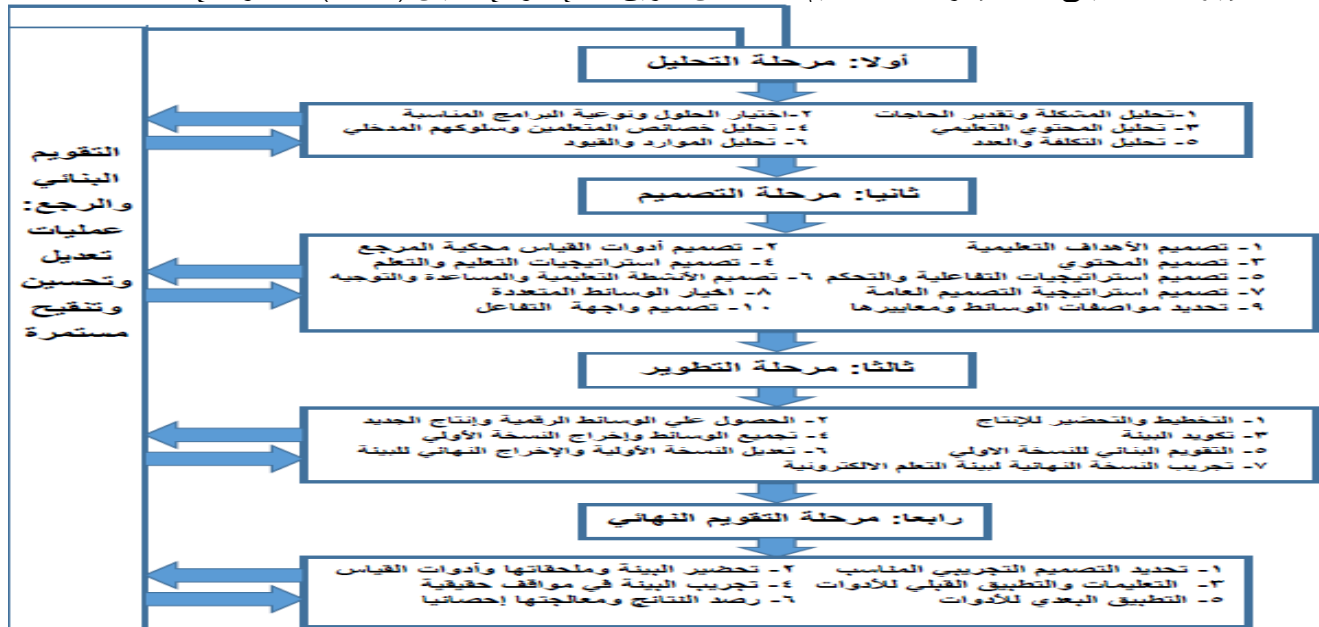 أولا: مرحلة التحليل
١-تحليل المشكلة وتقدير الحاجات ٢-اختيار الحلول ونوعية البرامج المناسبة
٣- تحليل المحتوي التعليمي ٤- تحليل خصائص المتعلمين وسلوكهم المدخلي
٥- تحليل التكلفة والعدد ٦- تحليل الموارد والقيود
ثانيا: مرحلة التصميم
١- تصميم الأهداف التعليمية ٢- تصميم أدوات القياس محكية المرجع
٣- تصميم المحتوي ٤- تصميم استراتيجيات التعليم والتعلم
٥- تصميم استراتيجيات التفاعلية والتحكم ٦- تصميم الأنشطة التعليمية والمساعدة والتوجيه
٧- تصميم استراتيجية التصميم العامة ٨- اخيار الوسائط المتعددة
٩- تحديد مواصفات الوسائط ومعاييرها ١٠- تصميم واجهة التفاعل
ثالثا: مرحلة التطوير
١- التخطيط والتحضير للإنتاج ٢- الحصول علي الوسائط الرقمية وإنتاج الجديد
٣- تكويد البيئة ٤- تجميع الوسائط وإخراج النسخة الأولي
٥- التقويم البنائي للنسخة الاولي ٦- تعديل النسخة الأولية والإخراج النهائي للبيئة
٧- تجريب النسخة النهائية لبيئة التعلم الالكترونية
رابعا: مرحلة التقويم النهائي
١- تحديد التصميم التجريبي المناسب ٢- تحضير البيئة وملحقاتها وأدوات القياس
٣- التعليمات والتطبيق القبلي للأدوات ٤- تجريب البيئة في مواقف حقيقية
٥- التطبيق البعدي للأدوات ٦- رصد النتائج ومعالجتها إحصائيا
التقويم
البنائي
والرجع:
عمليات
تعديل
وتحسين
وتنقيح
مستمرة